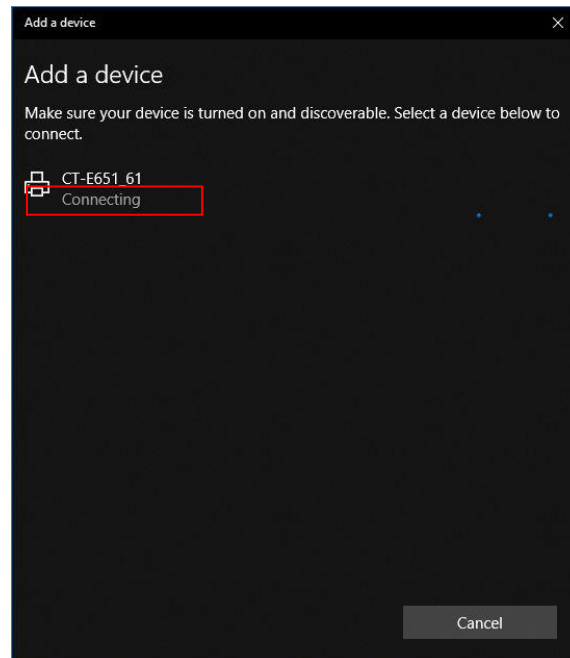 Add a device
Add a device
Make sure your device is turned on and discoverable. Select a device below to
connect.
CT-E651_61
Connecting
Cancel